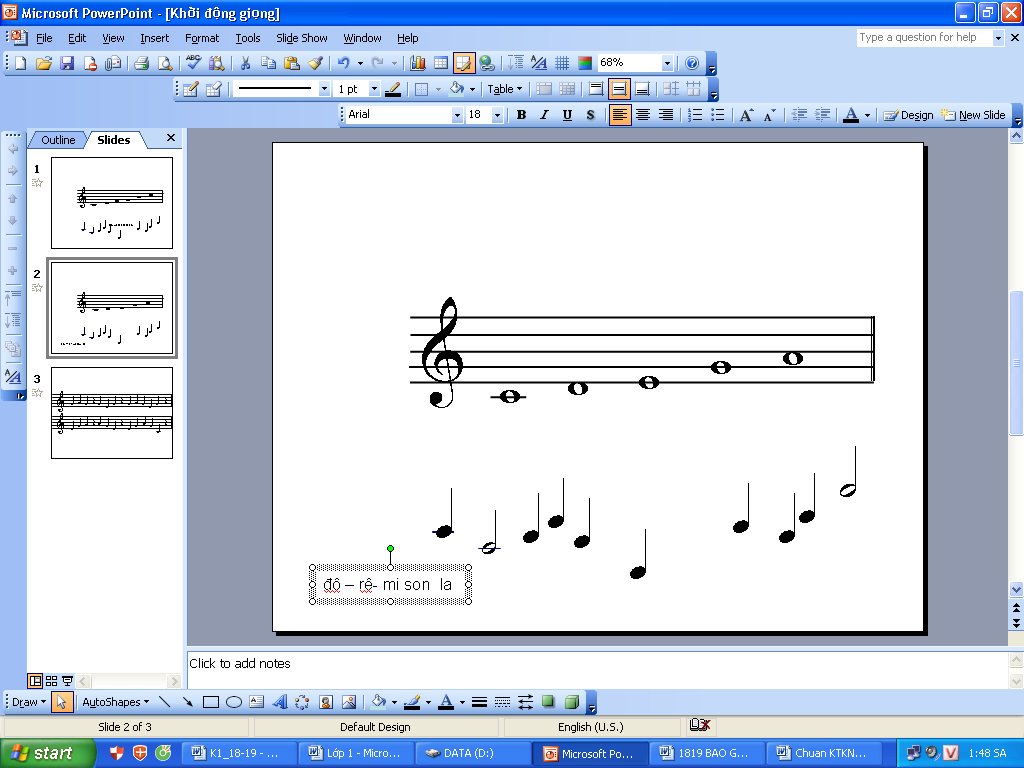 Microsoft PowerPoint - [Khởi động giọng]
File Edit View Insert Format Tools Slide Show Window Help
Type a question for help
68%
1 pt
Table
Arial 18 B I U S Design New Slide
Outline Slides
1
2
3
đô – rê- mi son la
Click to add notes
Draw AutoShapes
Slide 2 of 3 Default Design English (U.S.)
start K1_18-19 - ... Lớp 1 - Micro... DATA (D:) Microsoft Po... 1819 BAO G... Chuan KTKN... V 1:48 SA